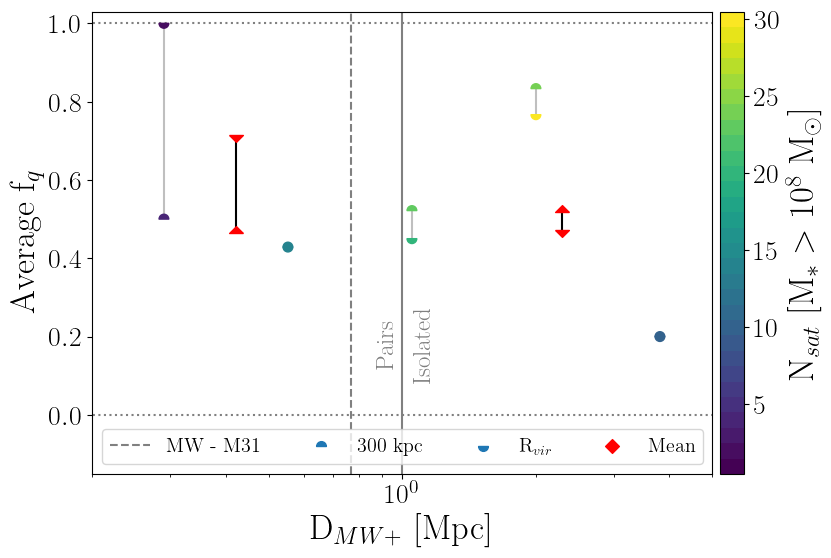 1.0
0.8
0.6
0.4
0.2
0.0
Average f_q
Pairs
Isolated
MW - M31
300 kpc
R_vir
Mean
10^0
D_MW+ [Mpc]
30
25
20
15
10
5
N_sat [M_* > 10^8 M_⊙]